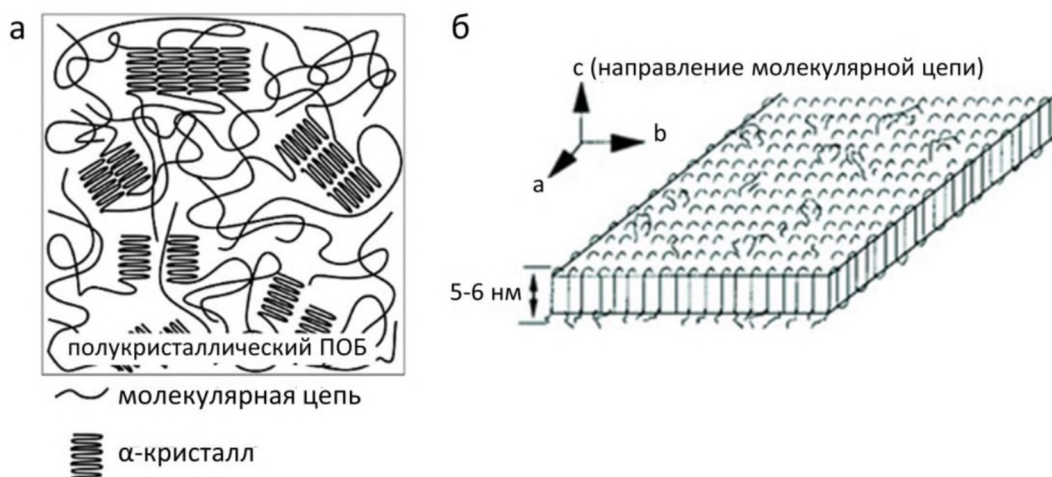 а
полукристаллический ПОБ
молекулярная цепь
α-кристалл
б
c (направление молекулярной цепи)
b
a
5-6 нм